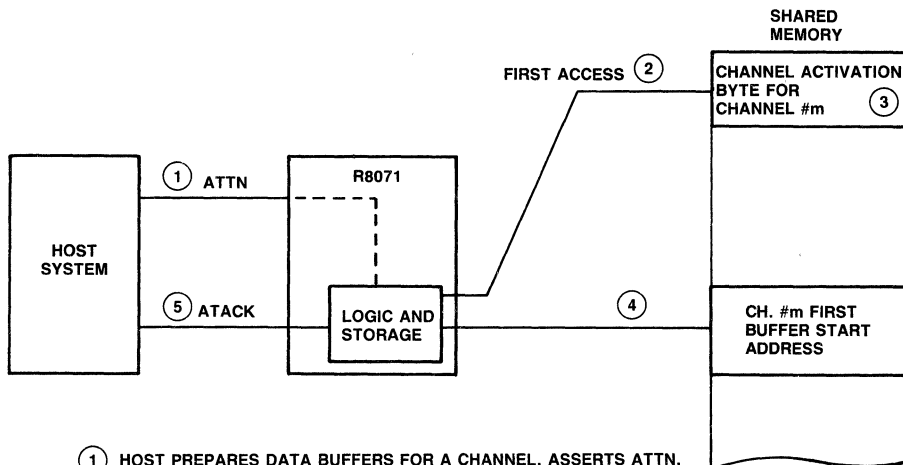 SHARED
MEMORY
FIRST ACCESS 2
CHANNEL ACTIVATION
BYTE FOR
CHANNEL #m 3
1 ATTN
R8071
HOST
SYSTEM
5 ATACK
LOGIC AND
STORAGE
4
CH. #m FIRST
BUFFER START
ADDRESS
1 HOST PREPARES DATA BUFFERS FOR A CHANNEL, ASSERTS ATTN.